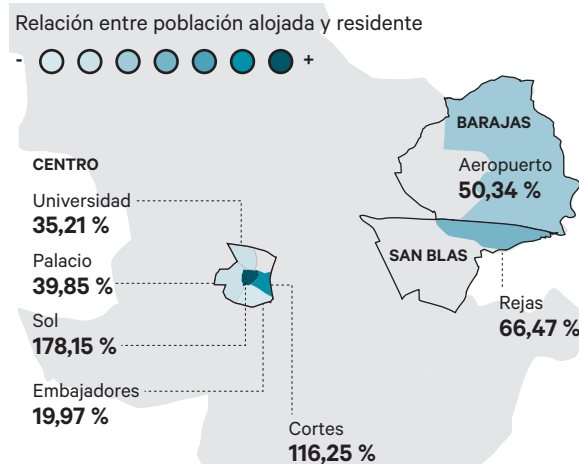 Relación entre población alojada y residente
- +
CENTRO
Universidad
35,21 %
Palacio
39,85 %
Sol
178,15 %
Embajadores
19,97 %
Cortes
116,25 %
BARAJAS
Aeropuerto
50,34 %
SAN BLAS
Rejas
66,47 %